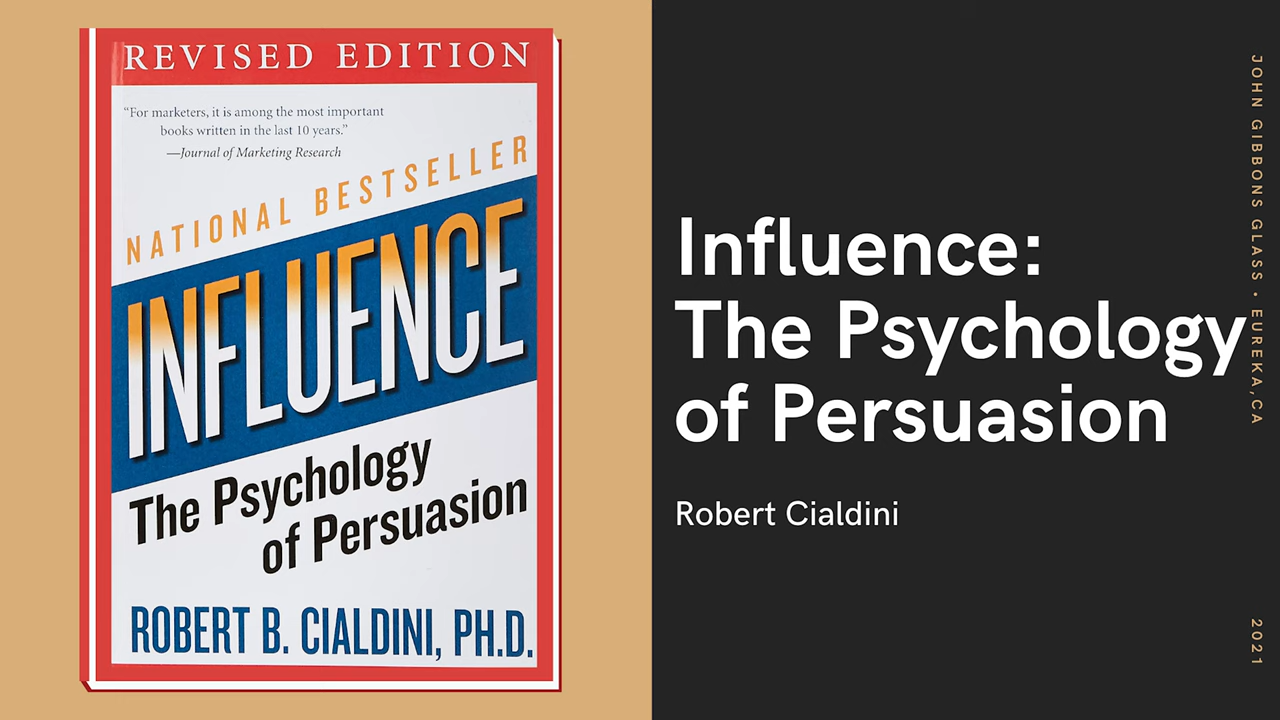 REVISED EDITION
“For marketers, it is among the most important
books written in the last 10 years.”
—Journal of Marketing Research
NATIONAL BESTSELLER
INFLUENCE
The Psychology
of Persuasion
ROBERT B. CIALDINI, PH.D.
Influence:
The Psychology
of Persuasion
Robert Cialdini
JOHN GIBBONS GLASS • EUREKA,CA
2021